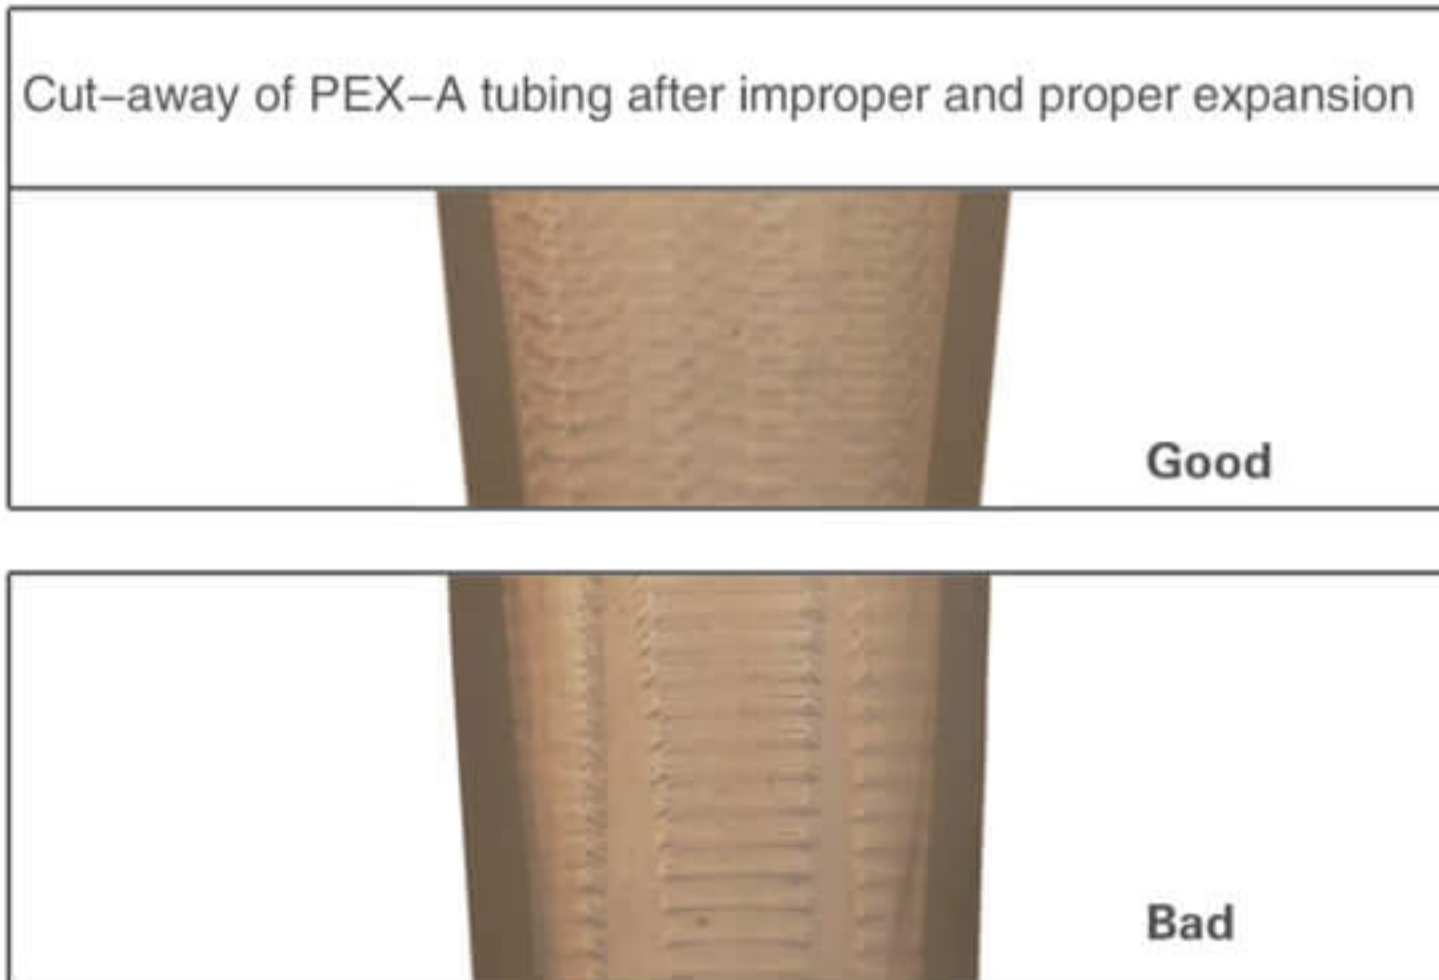 Cut–away of PEX–A tubing after improper and proper expansion
Good
Bad